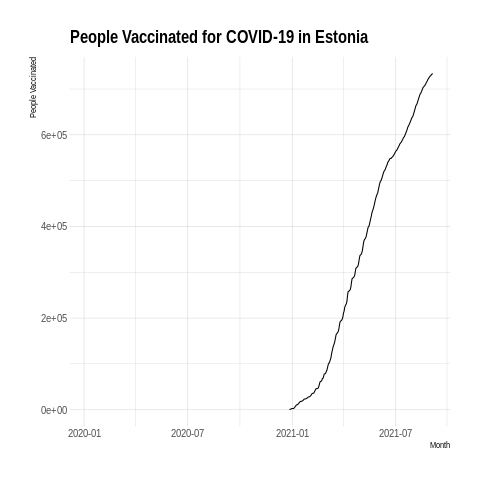 People Vaccinated for COVID-19 in Estonia
People Vaccinated
6e+05
4e+05
2e+05
0e+00
2020-01 2020-07 2021-01 2021-07
Month